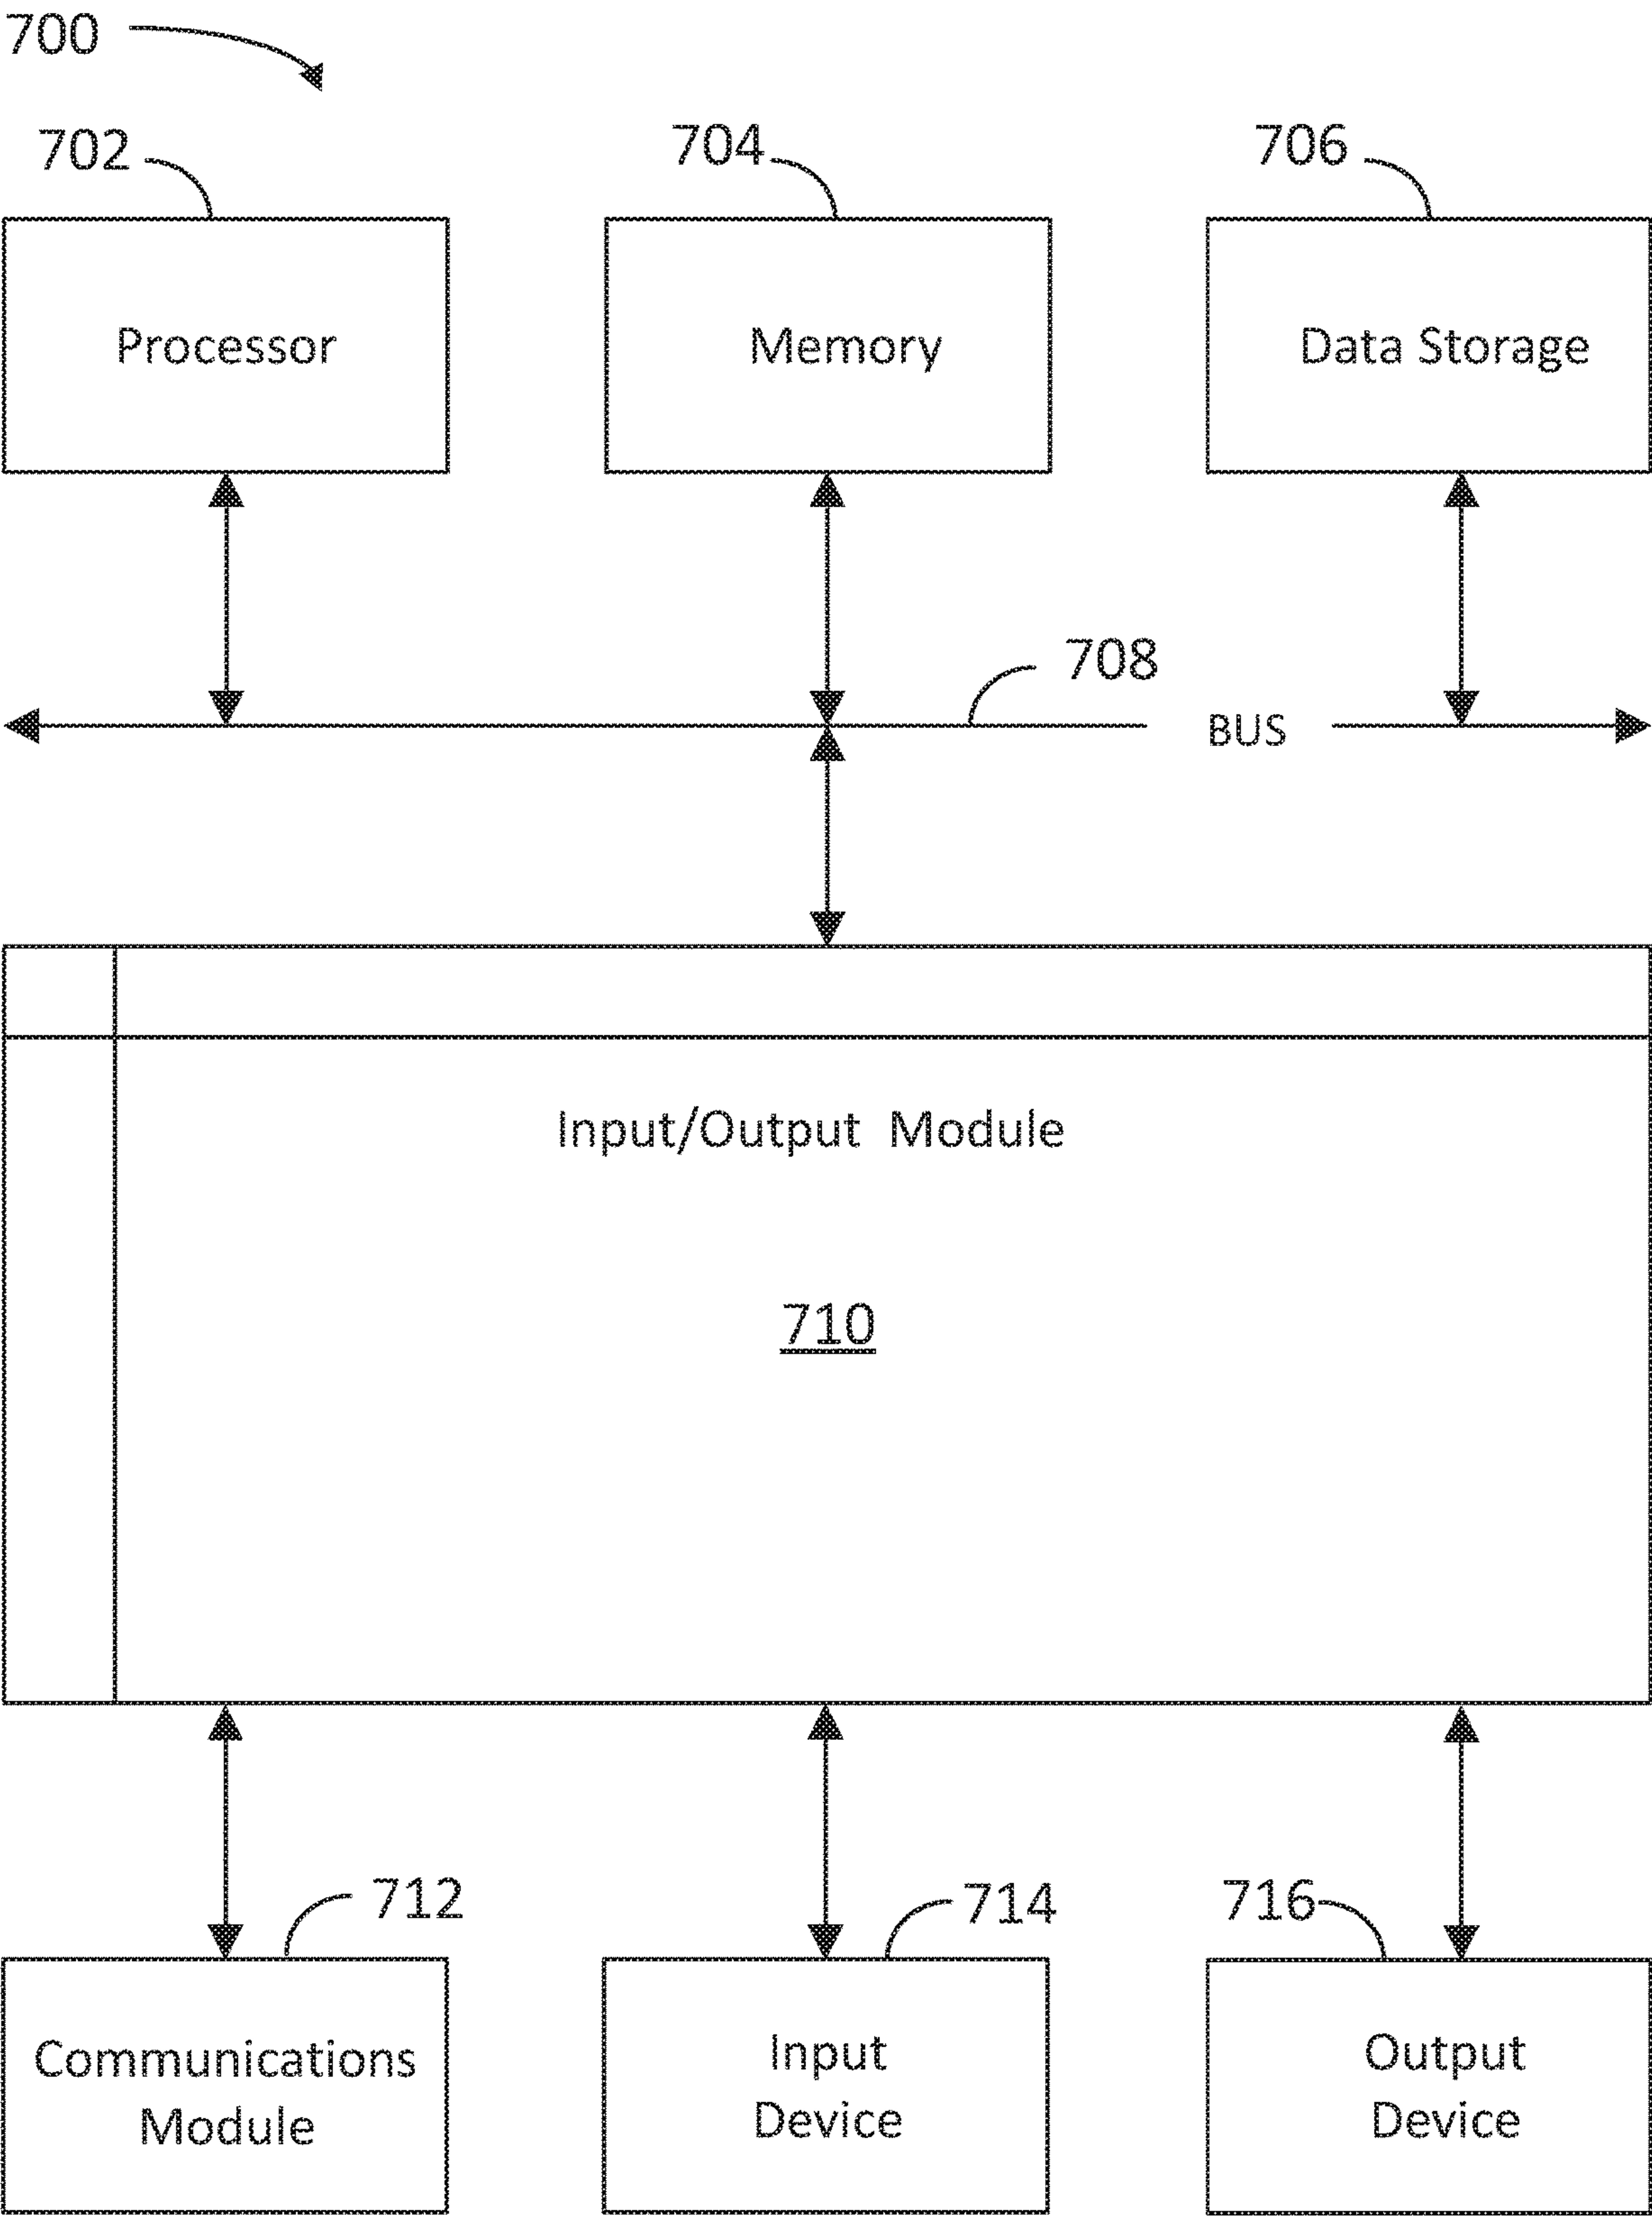 700
702
704
706
Processor
Memory
Data Storage
708
BUS
Input/Output Module
710
712
714
716
Communications
Module
Input
Device
Output
Device